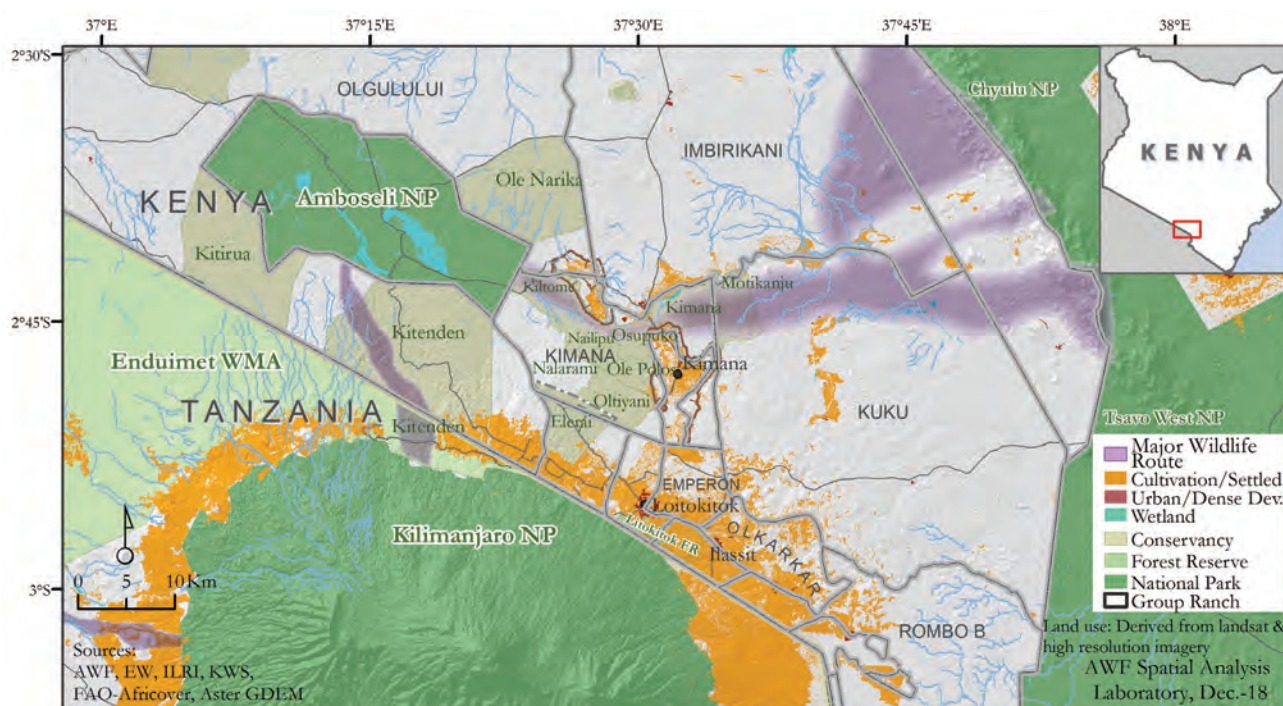 37°E
37°15'E
37°30'E
37°45'E
38°E
2°30'S
2°45'S
3°S
OLGULULUI
Chyulu NP
IMBIRIKANI
KENYA
KENYA
Amboseli NP
Ole Narika
Kitirua
Kiltome
Motikanju
Kimana
Kitenden
Nailipu
Osupuko
KIMANA
Kimana
Enduimet WMA
Nalarami
Ole Polos
TANZANIA
Oltiyani
KUKU
Kitenden
Elerai
Tsavo West NP
EMPERON
Loitokitok
Kilimanjaro NP
Litokitok FR
OLKARKAR
Ilassit
ROMBO B
Major Wildlife
Route
Cultivation/Settled
Urban/Dense Dev.
Wetland
Conservancy
Forest Reserve
National Park
Group Ranch
0 5 10 Km
Sources:
AWF, EW, ILRI, KWS,
FAO-Africover, Aster GDEM
Land use: Derived from landsat &
high resolution imagery
AWF Spatial Analysis
Laboratory, Dec.-18